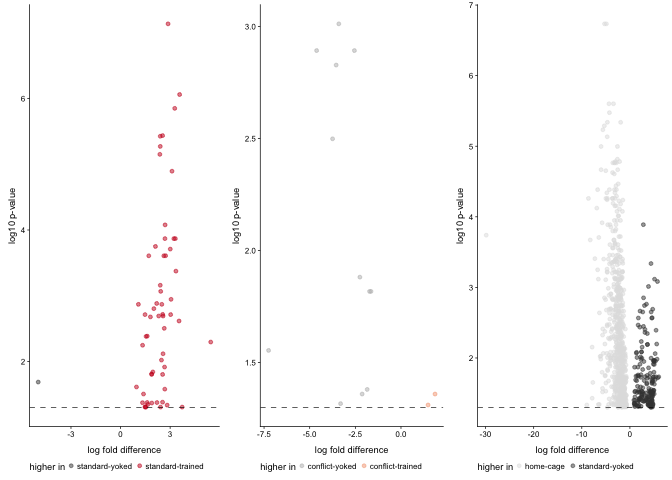 log10 p-value
6
4
2
-3
0
3
log fold difference
higher in standard-yoked standard-trained
log10 p-value
3.0
2.5
2.0
1.5
-7.5
-5.0
-2.5
0.0
log fold difference
higher in conflict-yoked conflict-trained
log10 p-value
7
6
5
4
3
2
-30
-20
-10
0
log fold difference
higher in home-cage standard-yoked